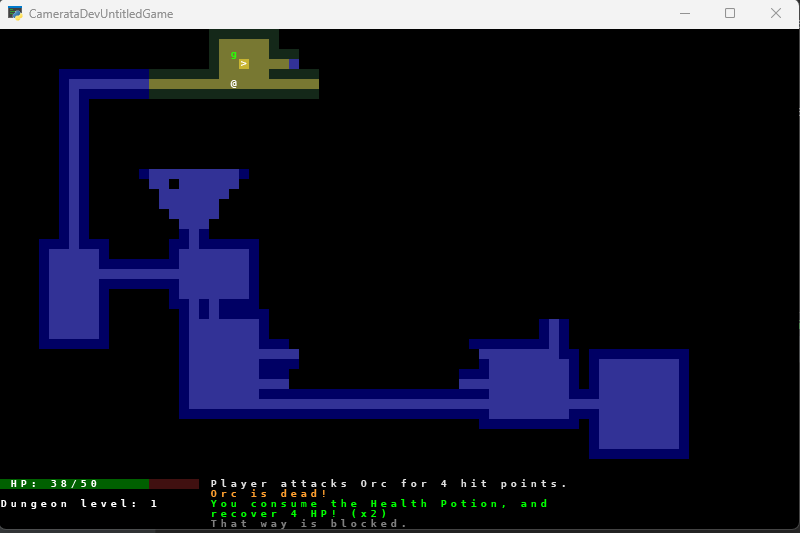 CamerataDevUntitledGame
g
>
@
HP: 38/50
Dungeon level: 1
Player attacks Orc for 4 hit points.
Orc is dead!
You consume the Health Potion, and
recover 4 HP! (x2)
That way is blocked.